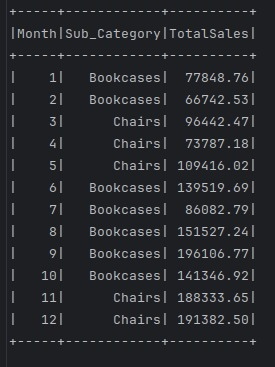 +-----+------------+----------+
|Month|Sub_Category|TotalSales|
+-----+------------+----------+
|    1|   Bookcases|  77848.76|
|    2|   Bookcases|  66742.53|
|    3|      Chairs|  96442.47|
|    4|      Chairs|  73787.18|
|    5|      Chairs| 109416.02|
|    6|   Bookcases| 139519.69|
|    7|   Bookcases|  86082.79|
|    8|   Bookcases| 151527.24|
|    9|   Bookcases| 196106.77|
|   10|   Bookcases| 141346.92|
|   11|      Chairs| 188333.65|
|   12|      Chairs| 191382.50|
+-----+------------+----------+